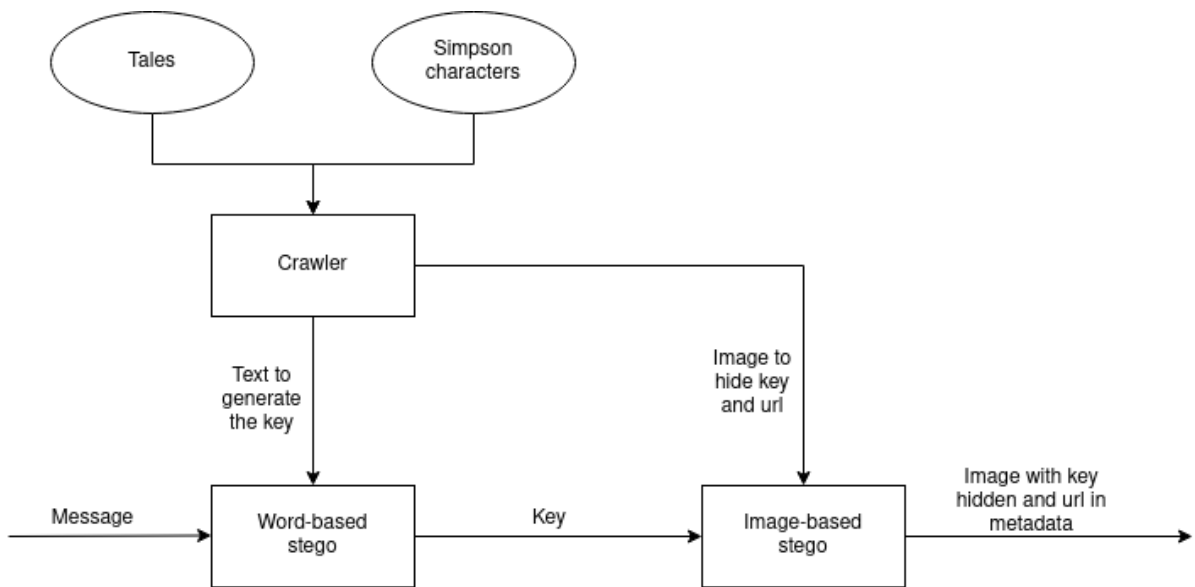 Tales
Simpson
characters
Crawler
Text to
generate
the key
Image to
hide key
and url
Message
Word-based
stego
Key
Image-based
stego
Image with key
hidden and url in
metadata